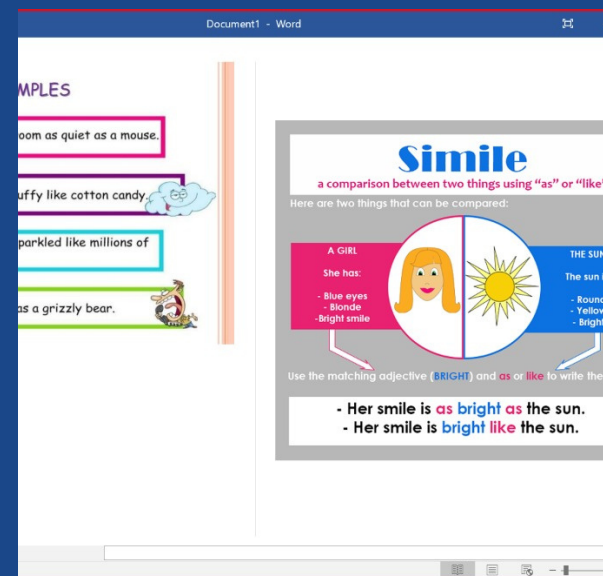 Document1 - Word
MPLES
oom as quiet as a mouse.
uffy like cotton candy.
parkled like millions of
as a grizzly bear.
Simile
a comparison between two things using “as” or “like”
Here are two things that can be compared:
A GIRL
She has:
- Blue eyes
- Blonde
-Bright smile
THE SUN
The sun i
- Round
- Yellow
- Bright
Use the matching adjective (BRIGHT) and as or like to write the
- Her smile is as bright as the sun.
- Her smile is bright like the sun.